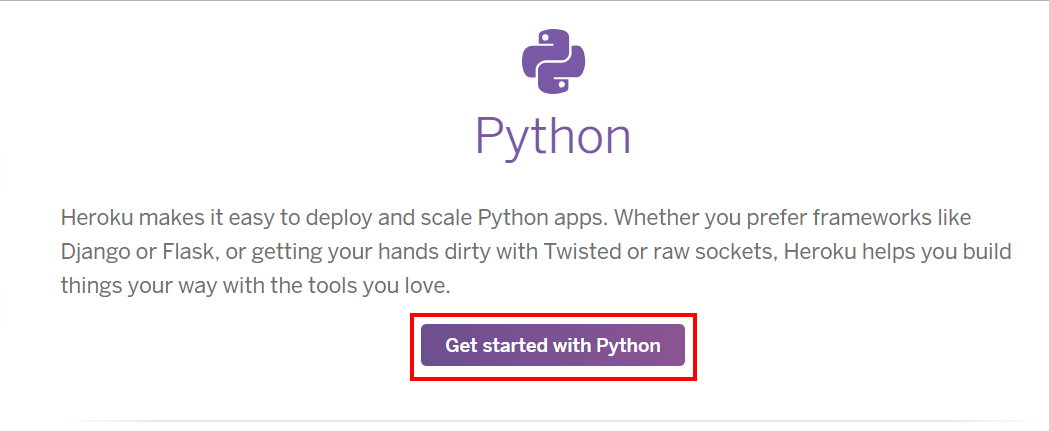 Python
Heroku makes it easy to deploy and scale Python apps. Whether you prefer frameworks like
Django or Flask, or getting your hands dirty with Twisted or raw sockets, Heroku helps you build
things your way with the tools you love.
Get started with Python